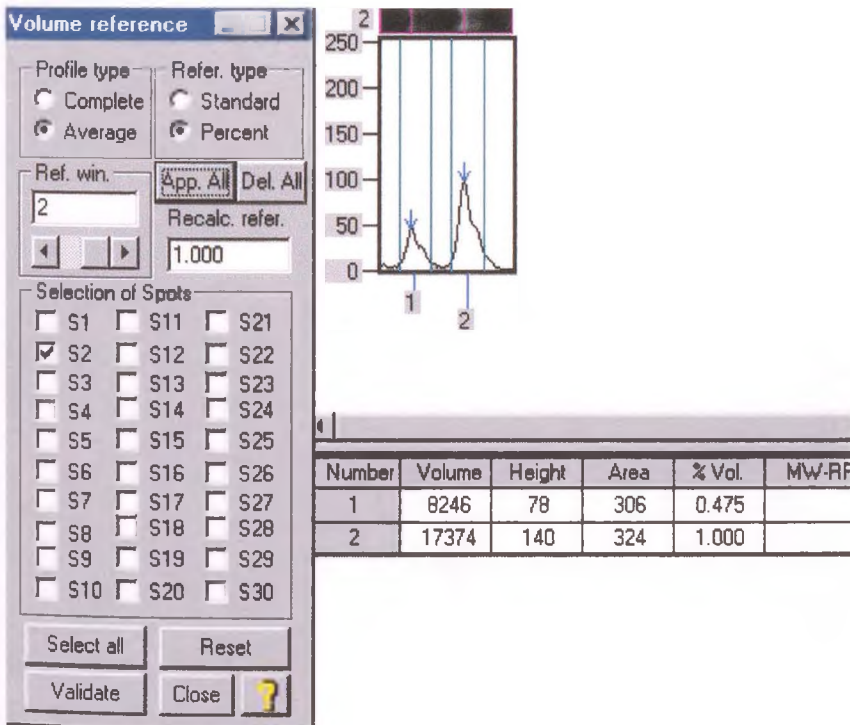 Volume reference
Profile type
Complete
Average
Refer. type
Standard
Percent
Ref. win.
2
App. All
Del. All
Recalc. refer.
1.000
Selection of Spots
S1 S11 S21
S2 S12 S22
S3 S13 S23
S4 S14 S24
S5 S15 S25
S6 S16 S26
S7 S17 S27
S8 S18 S28
S9 S19 S29
S10 S20 S30
Select all
Reset
Validate
Close
?
2
250
200
150
100
50
0
1
2
Number Volume Height Area % Vol. MW-RF
1 8246 78 306 0.475
2 17374 140 324 1.000